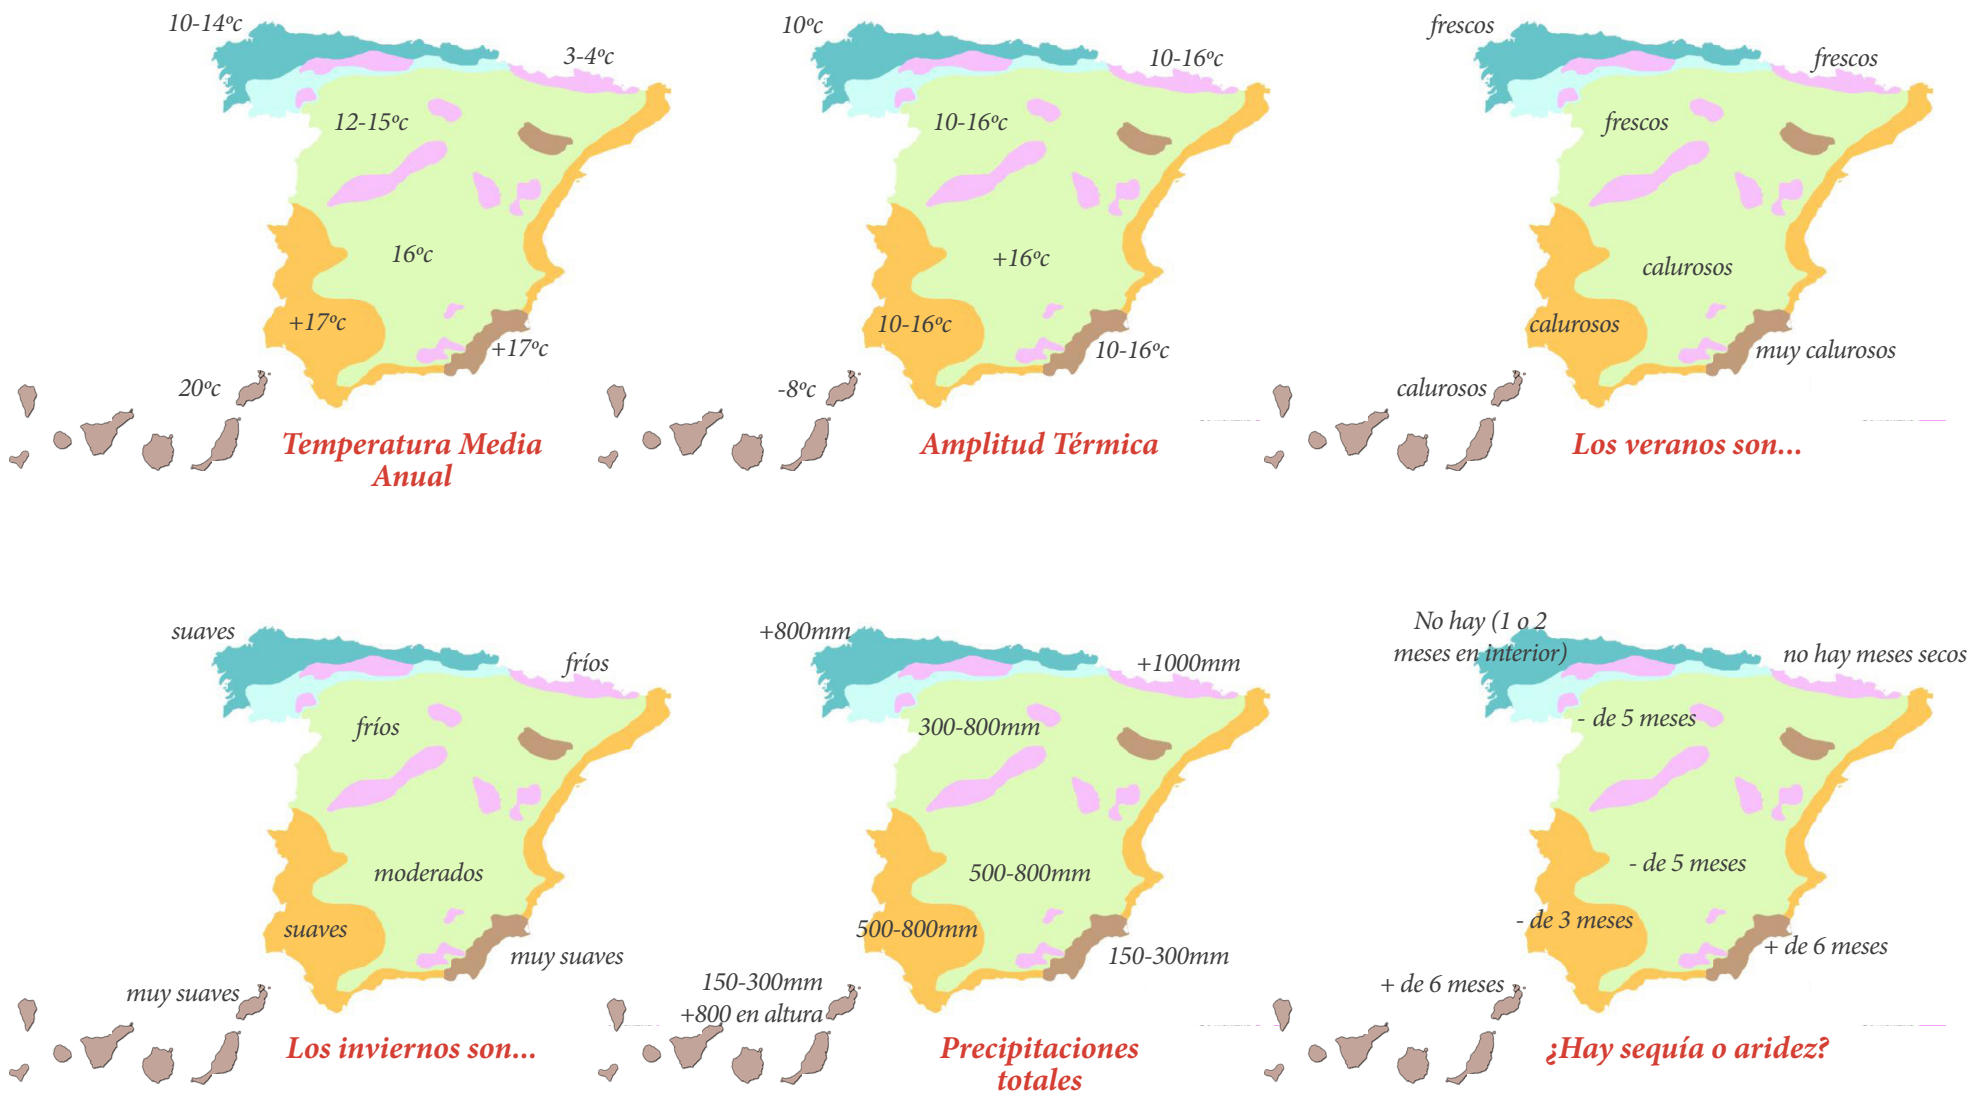 10-14ºc
3-4ºc
12-15ºc
16ºc
+17ºc
+17ºc
20ºc
Temperatura Media
Anual
10ºc
10-16ºc
10-16ºc
+16ºc
10-16ºc
10-16ºc
-8ºc
Amplitud Térmica
frescos
frescos
frescos
calurosos
calurosos
muy calurosos
calurosos
Los veranos son...
suaves
fríos
fríos
moderados
suaves
muy suaves
muy suaves
Los inviernos son...
+800mm
+1000mm
300-800mm
500-800mm
500-800mm
150-300mm
150-300mm
+800 en altura
Precipitaciones
totales
No hay (1 o 2
meses en interior)
no hay meses secos
- de 5 meses
- de 5 meses
- de 3 meses
+ de 6 meses
+ de 6 meses
¿Hay sequía o aridez?